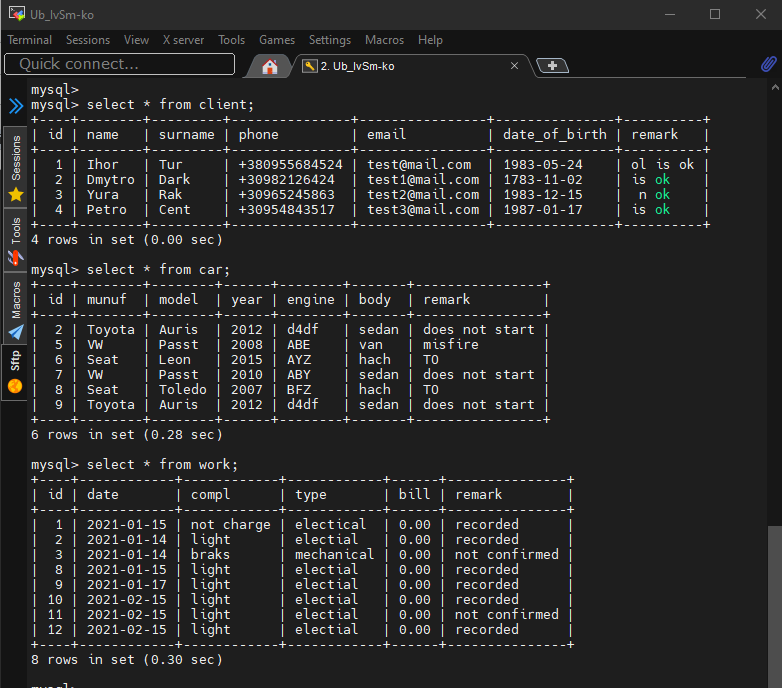 Ub_lvSm-ko
Terminal Sessions View X server Tools Games Settings Macros Help
Quick connect...
2. Ub_lvSm-ko
Sessions
Tools
Macros
Sftp
mysql>
mysql> select * from client;
+----+--------+---------+---------------+----------------+---------------+----------+
| id | name | surname | phone | email | date_of_birth | remark |
+----+--------+---------+---------------+----------------+---------------+----------+
| 1 | Ihor | Tur | +380955684524 | test@mail.com | 1983-05-24 | ol is ok |
| 2 | Dmytro | Dark | +30982126424 | test1@mail.com | 1783-11-02 | is ok |
| 3 | Yura | Rak | +30965245863 | test2@mail.com | 1983-12-15 | n ok |
| 4 | Petro | Cent | +30954843517 | test3@mail.com | 1987-01-17 | is ok |
+----+--------+---------+---------------+----------------+---------------+----------+
4 rows in set (0.00 sec)
mysql> select * from car;
+----+--------+--------+------+--------+-------+----------------+
| id | munuf | model | year | engine | body | remark |
+----+--------+--------+------+--------+-------+----------------+
| 2 | Toyota | Auris | 2012 | d4df | sedan | does not start |
| 5 | VW | Passt | 2008 | ABE | van | misfire |
| 6 | Seat | Leon | 2015 | AYZ | hach | TO |
| 7 | VW | Passt | 2010 | ABY | sedan | does not start |
| 8 | Seat | Toledo | 2007 | BFZ | hach | TO |
| 9 | Toyota | Auris | 2012 | d4df | sedan | does not start |
+----+--------+--------+------+--------+-------+----------------+
6 rows in set (0.28 sec)
mysql> select * from work;
+----+------------+------------+------------+------+---------------+
| id | date | compl | type | bill | remark |
+----+------------+------------+------------+------+---------------+
| 1 | 2021-01-15 | not charge | electical | 0.00 | recorded |
| 2 | 2021-01-14 | light | electial | 0.00 | recorded |
| 3 | 2021-01-14 | braks | mechanical | 0.00 | not confirmed |
| 8 | 2021-01-15 | light | electial | 0.00 | recorded |
| 9 | 2021-01-17 | light | electial | 0.00 | recorded |
| 10 | 2021-02-15 | light | electial | 0.00 | recorded |
| 11 | 2021-02-15 | light | electial | 0.00 | not confirmed |
| 12 | 2021-02-15 | light | electial | 0.00 | recorded |
+----+------------+------------+------------+------+---------------+
8 rows in set (0.30 sec)
mysql>